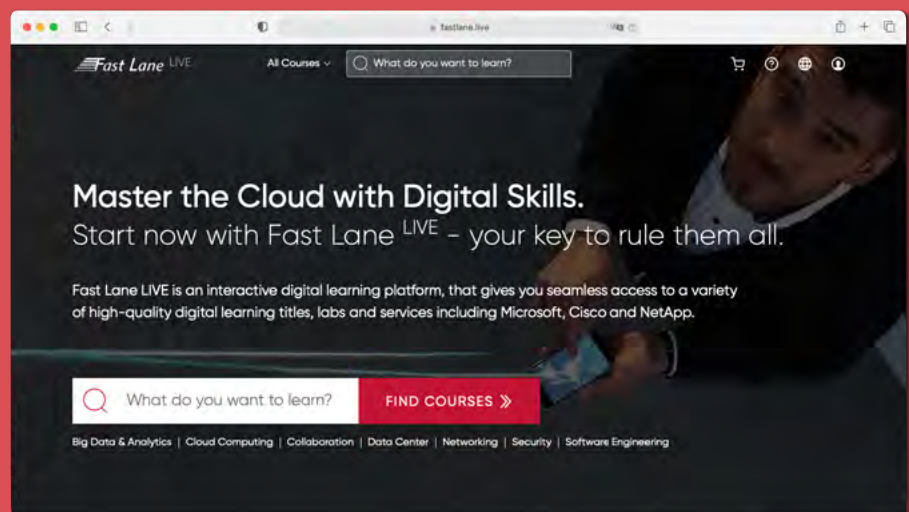 fastlane.live
Fast Lane LIVE
All Courses
What do you want to learn?
Master the Cloud with Digital Skills.
Start now with Fast Lane LIVE – your key to rule them all.
Fast Lane LIVE is an interactive digital learning platform, that gives you seamless access to a variety
of high-quality digital learning titles, labs and services including Microsoft, Cisco and NetApp.
What do you want to learn?
FIND COURSES
Big Data & Analytics | Cloud Computing | Collaboration | Data Center | Networking | Security | Software Engineering